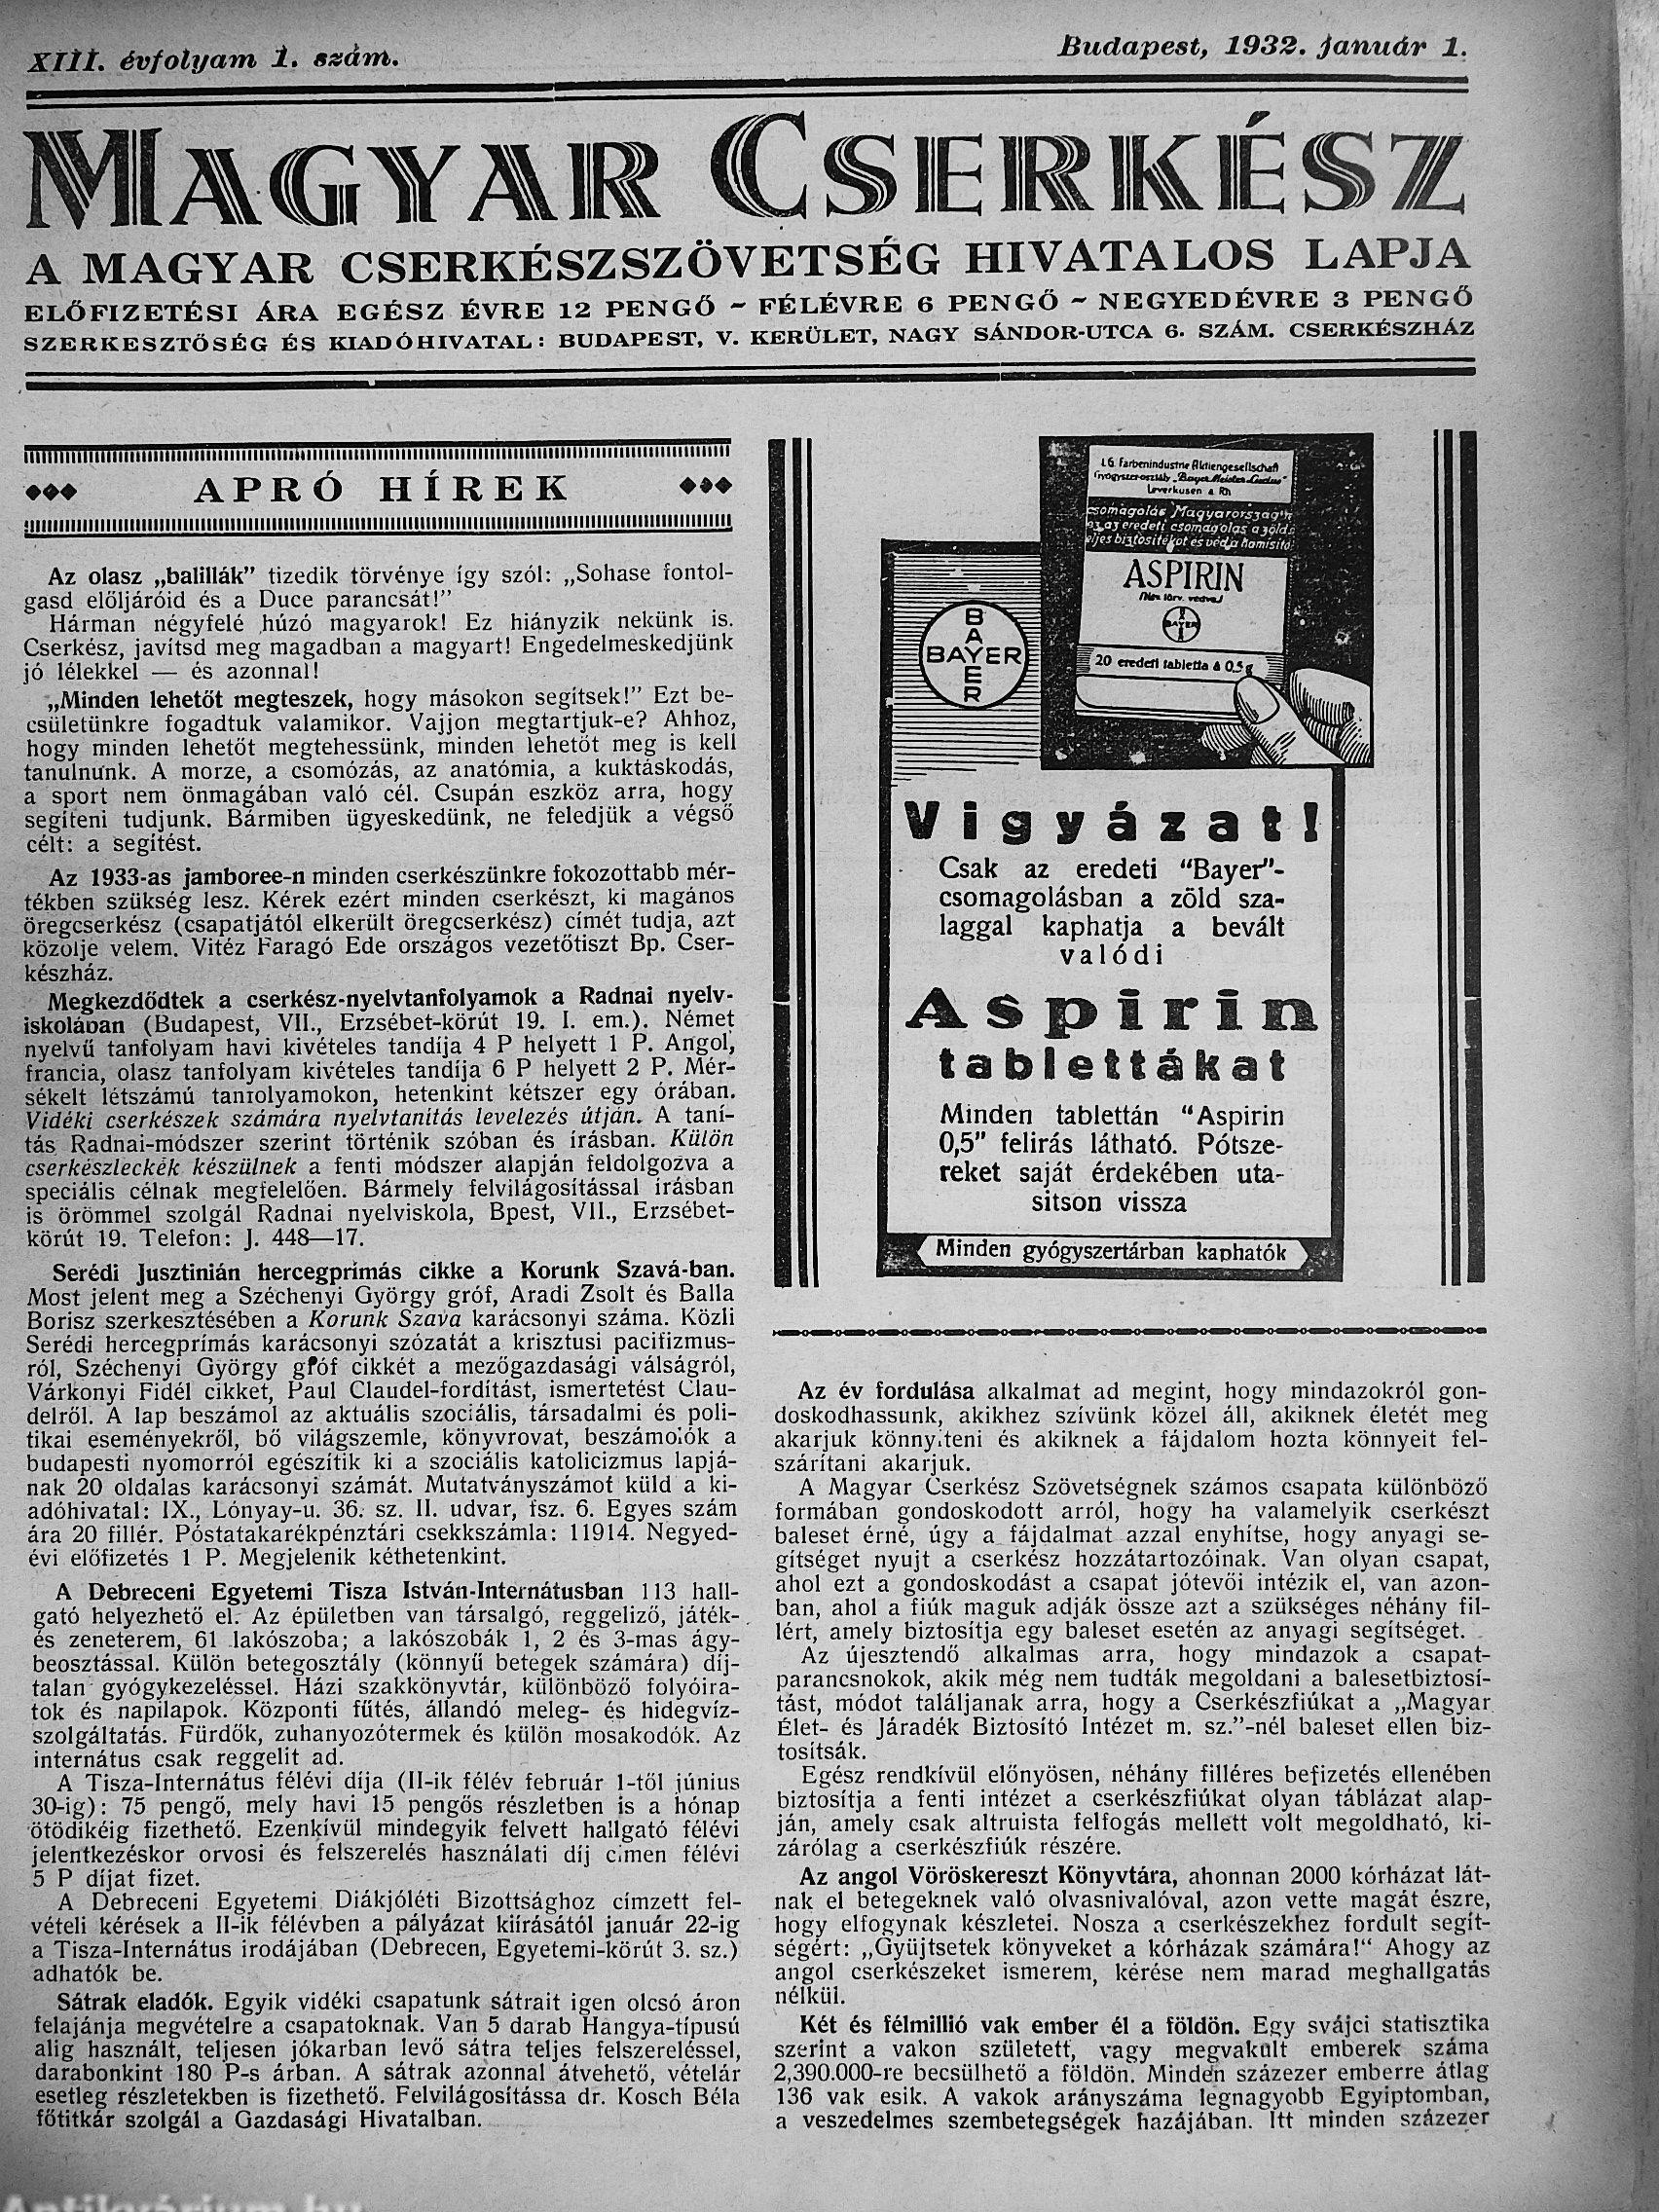 XIII. évfolyam 1. szám.
Budapest, 1932. január 1.
MAGYAR CSERKÉSZ
A MAGYAR CSERKÉSZSZÖVETSÉG HIVATALOS LAPJA
ELŐFIZETÉSI ÁRA EGÉSZ ÉVRE 12 PENGŐ ~ FÉLÉVRE 6 PENGŐ ~ NEGYEDÉVRE 3 PENGŐ
SZERKESZTŐSÉG ÉS KIADÓHIVATAL: BUDAPEST, V. KERÜLET, NAGY SÁNDOR-UTCA 6. SZÁM. CSERKÉSZHÁZ
APRÓ HÍREK
Az olasz „balillák" tizedik törvénye így szól: „Sohase fontol-
gasd előljáróid és a Duce parancsát!"
Hárman négyfelé húzó magyarok! Ez hiányzik nekünk is.
Cserkész, javítsd meg magadban a magyart! Engedelmeskedjünk
jó lélekkel — és azonnal!
„Minden lehetőt megteszek, hogy másokon segítsek!" Ezt be-
csületünkre fogadtuk valamikor. Vajjon megtartjuk-e? Ahhoz,
hogy minden lehetőt megtehessünk, minden lehetőt meg is kell
tanulnunk. A morze, a csomózás, az anatómia, a kuktáskodás,
a sport nem önmagában való cél. Csupán eszköz arra, hogy
segíteni tudjunk. Bármiben ügyeskedünk, ne feledjük a végső
célt: a segítést.
Az 1933-as jamboree-n minden cserkészünkre fokozottabb mér-
tékben szükség lesz. Kérek ezért minden cserkészt, ki magános
öregcserkész (csapatjától elkerült öregcserkész) címét tudja, azt
közölje velem. Vitéz Faragó Ede országos vezetőtiszt Bp. Cser-
készház.
Megkezdődtek a cserkész-nyelvtanfolyamok a Radnai nyelv-
iskolában (Budapest, VII., Erzsébet-körút 19. I. em.). Német
nyelvű tanfolyam havi kivételes tandíja 4 P helyett 1 P. Angol,
francia, olasz tanfolyam kivételes tandíja 6 P helyett 2 P. Mér-
sékelt létszámú tanfolyamokon, hetenkint kétszer egy órában.
Vidéki cserkészek számára nyelvtanítás levelezés útján. A taní-
tás Radnai-módszer szerint történik szóban és írásban. Külön
cserkészleckék készülnek a fenti módszer alapján feldolgozva a
speciális célnak megfelelően. Bármely felvilágosítással írásban
is örömmel szolgál Radnai nyelviskola, Bpest, VII., Erzsébet-
körút 19. Telefon: J. 448—17.
Serédi Jusztinián hercegprímás cikke a Korunk Szavá-ban.
Most jelent meg a Széchenyi György gróf, Aradi Zsolt és Balla
Borisz szerkesztésében a Korunk Szava karácsonyi száma. Közli
Serédi hercegprímás karácsonyi szózatát a krisztusi pacifizmus-
ról, Széchenyi György gróf cikkét a mezőgazdasági válságról,
Várkonyi Fidél cikket, Paul Claudel-fordítást, ismertetést Clau-
delről. A lap beszámol az aktuális szociális, társadalmi és poli-
tikai eseményekről, bő világszemle, könyvrovat, beszámolók a
budapesti nyomorról egészítik ki a szociális katolicizmus lapjá-
nak 20 oldalas karácsonyi számát. Mutatványszámot küld a ki-
adóhivatal: IX., Lónyay-u. 36. sz. II. udvar, fsz. 6. Egyes szám
ára 20 fillér. Póstatakarékpénztári csekkszámla: 11914. Negyed-
évi előfizetés 1 P. Megjelenik kéthetenkint.
A Debreceni Egyetemi Tisza István-Internátusban 113 hall-
gató helyezhető el. Az épületben van társalgó, reggeliző, játék-
és zeneterem, 61 lakószoba; a lakószobák 1, 2 és 3-mas ágy-
beosztással. Külön betegosztály (könnyű betegek számára) díj-
talan gyógykezeléssel. Házi szakkönyvtár, különböző folyóira-
tok és napilapok. Központi fűtés, állandó meleg- és hidegvíz-
szolgáltatás. Fürdők, zuhanyozótermek és külön mosakodók. Az
internátus csak reggelit ad.
A Tisza-Internátus félévi díja (II-ik félév február 1-től június
30-ig): 75 pengő, mely havi 15 pengős részletben is a hónap
ötödikéig fizethető. Ezenkívül mindegyik felvett hallgató félévi
jelentkezéskor orvosi és felszerelés használati díj címen félévi
5 P díjat fizet.
A Debreceni Egyetemi Diákjóléti Bizottsághoz címzett fel-
vételi kérések a II-ik félévben a pályázat kiírásától január 22-ig
a Tisza-Internátus irodájában (Debrecen, Egyetemi-körút 3. sz.)
adhatók be.
Sátrak eladók. Egyik vidéki csapatunk sátrait igen olcsó áron
felajánja megvételre a csapatoknak. Van 5 darab Hangya-típusú
alig használt, teljesen jókarban levő sátra teljes felszereléssel,
darabonkint 180 P-s árban. A sátrak azonnal átvehető, vételár
esetleg részletekben is fizethető. Felvilágosítássa dr. Kosch Béla
főtitkár szolgál a Gazdasági Hivatalban.
I.G. Farbenindustrie Aktiengesellschaft
Gyógyszerosztály „Bayer Meister Lucius"
Leverkusen a. Rh
csomagolás Magyarország
az eredeti csomagolás a zöld
teljes biztosítékot és védja hamisító
ASPIRIN
BAYER
20 eredeti tabletta à 0.5 g
BAYER
BAYER
Vigyázat!
Csak az eredeti "Bayer"-
csomagolásban a zöld sza-
laggal kaphatja a bevált
valódi
Aspirin
tablettákat
Minden tablettán "Aspirin
0,5" felirás látható. Pótsze-
reket saját érdekében uta-
sitson vissza
Minden gyógyszertárban kaphatók
Az év fordulása alkalmat ad megint, hogy mindazokról gon-
doskodhassunk, akikhez szívünk közel áll, akiknek életét meg
akarjuk könnyíteni és akiknek a fájdalom hozta könnyeit fel-
szárítani akarjuk.
A Magyar Cserkész Szövetségnek számos csapata különböző
formában gondoskodott arról, hogy ha valamelyik cserkészt
baleset érné, úgy a fájdalmat azzal enyhítse, hogy anyagi se-
gítséget nyujt a cserkész hozzátartozóinak. Van olyan csapat,
ahol ezt a gondoskodást a csapat jótevői intézik el, van azon-
ban, ahol a fiúk maguk adják össze azt a szükséges néhány fil-
lért, amely biztosítja egy baleset esetén az anyagi segítséget.
Az újesztendő alkalmas arra, hogy mindazok a csapat-
parancsnokok, akik még nem tudták megoldani a balesetbiztosí-
tást, módot találjanak arra, hogy a Cserkészfiúkat a „Magyar
Élet- és Járadék Biztosító Intézet m. sz."-nél baleset ellen biz-
tosítsák.
Egész rendkívül előnyösen, néhány filléres befizetés ellenében
biztosítja a fenti intézet a cserkészfiúkat olyan táblázat alap-
ján, amely csak altruista felfogás mellett volt megoldható, ki-
zárólag a cserkészfiúk részére.
Az angol Vöröskereszt Könyvtára, ahonnan 2000 kórházat lát-
nak el betegeknek való olvasnivalóval, azon vette magát észre,
hogy elfogynak készletei. Nosza a cserkészekhez fordult segít-
ségért: „Gyüjtsetek könyveket a kórházak számára!" Ahogy az
angol cserkészeket ismerem, kérése nem marad meghallgatás
nélkül.
Két és félmillió vak ember él a földön. Egy svájci statisztika
szerint a vakon született, vagy megvakult emberek száma
2,390.000-re becsülhető a földön. Minden százezer emberre átlag
136 vak esik. A vakok arányszáma legnagyobb Egyiptomban,
a veszedelmes szembetegségek hazájában. Itt minden százezer
Antikvárium.hu